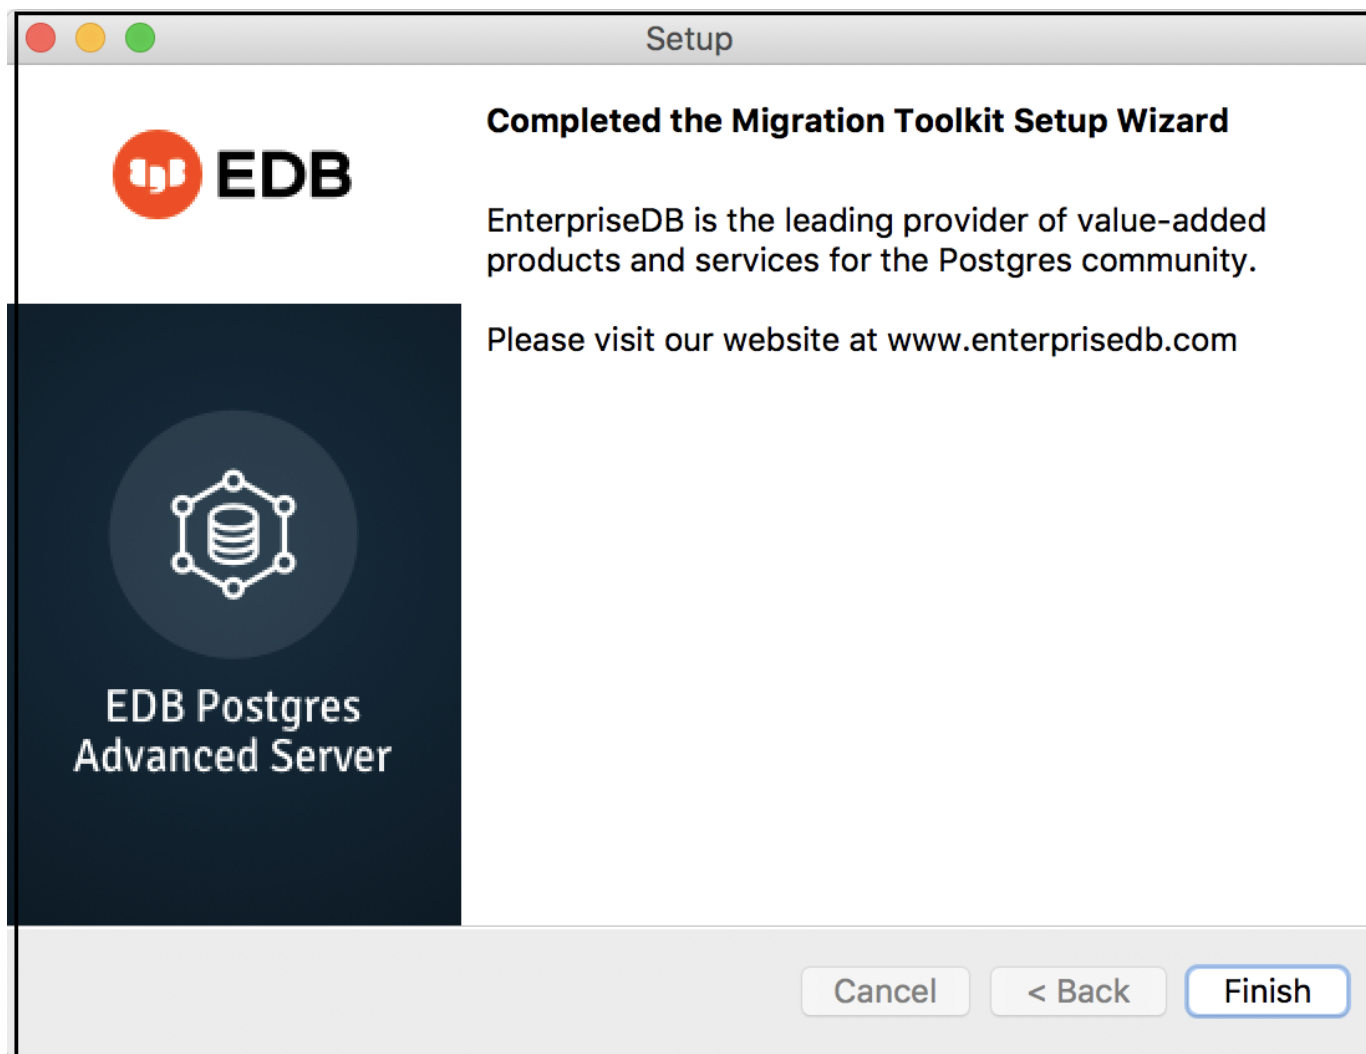 Setup
EDB
Completed the Migration Toolkit Setup Wizard
EnterpriseDB is the leading provider of value-added
products and services for the Postgres community.
Please visit our website at www.enterprisedb.com
EDB Postgres
Advanced Server
Cancel
< Back
Finish